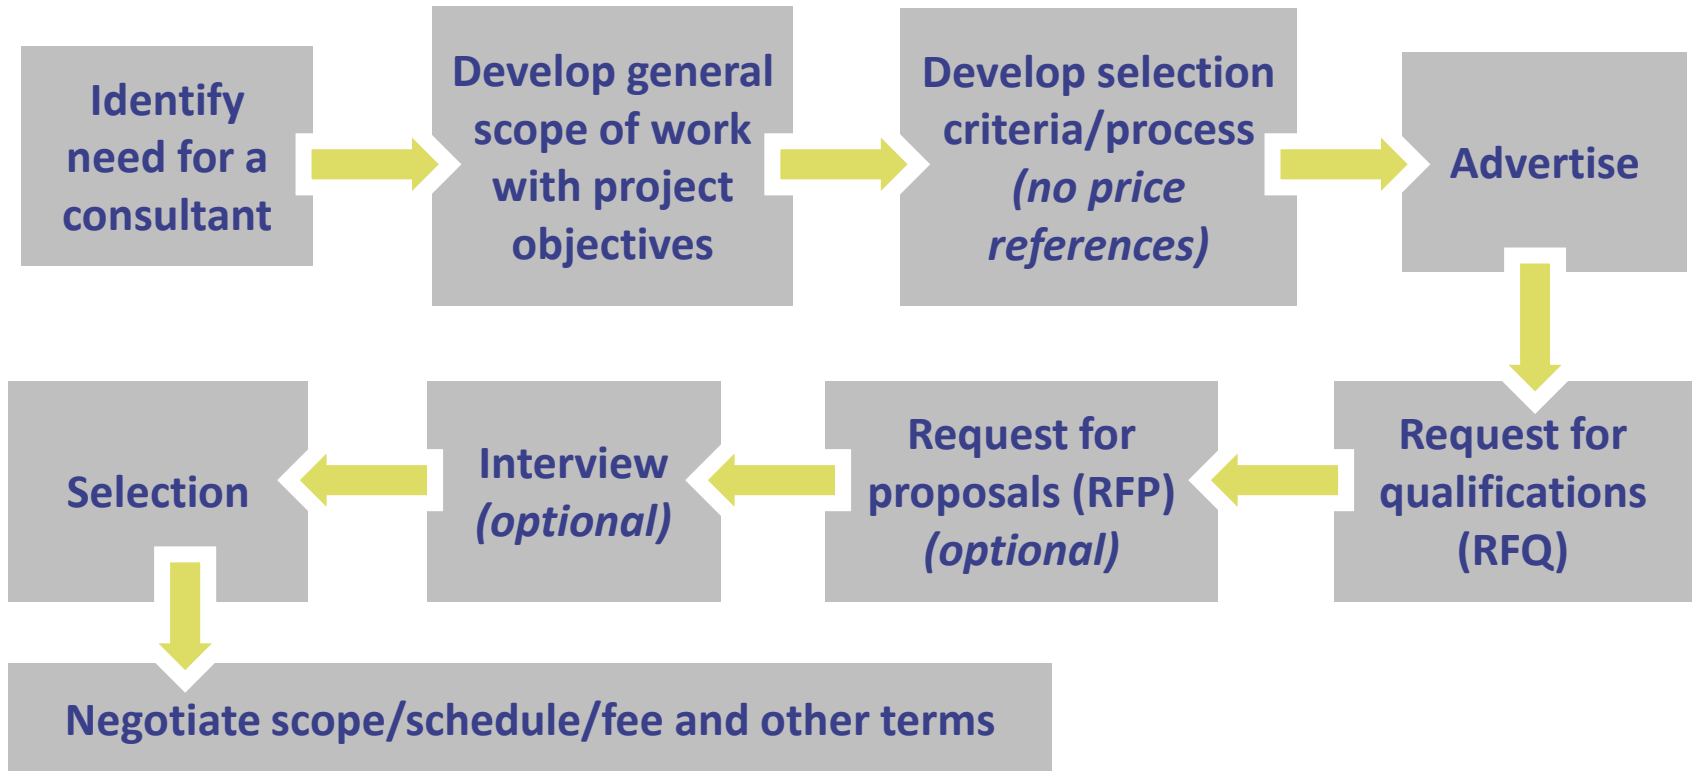 Identify
need for a
consultant
Develop general
scope of work
with project
objectives
Develop selection
criteria/process
(no price
references)
Advertise
Request for
qualifications
(RFQ)
Request for
proposals (RFP)
(optional)
Interview
(optional)
Selection
Negotiate scope/schedule/fee and other terms